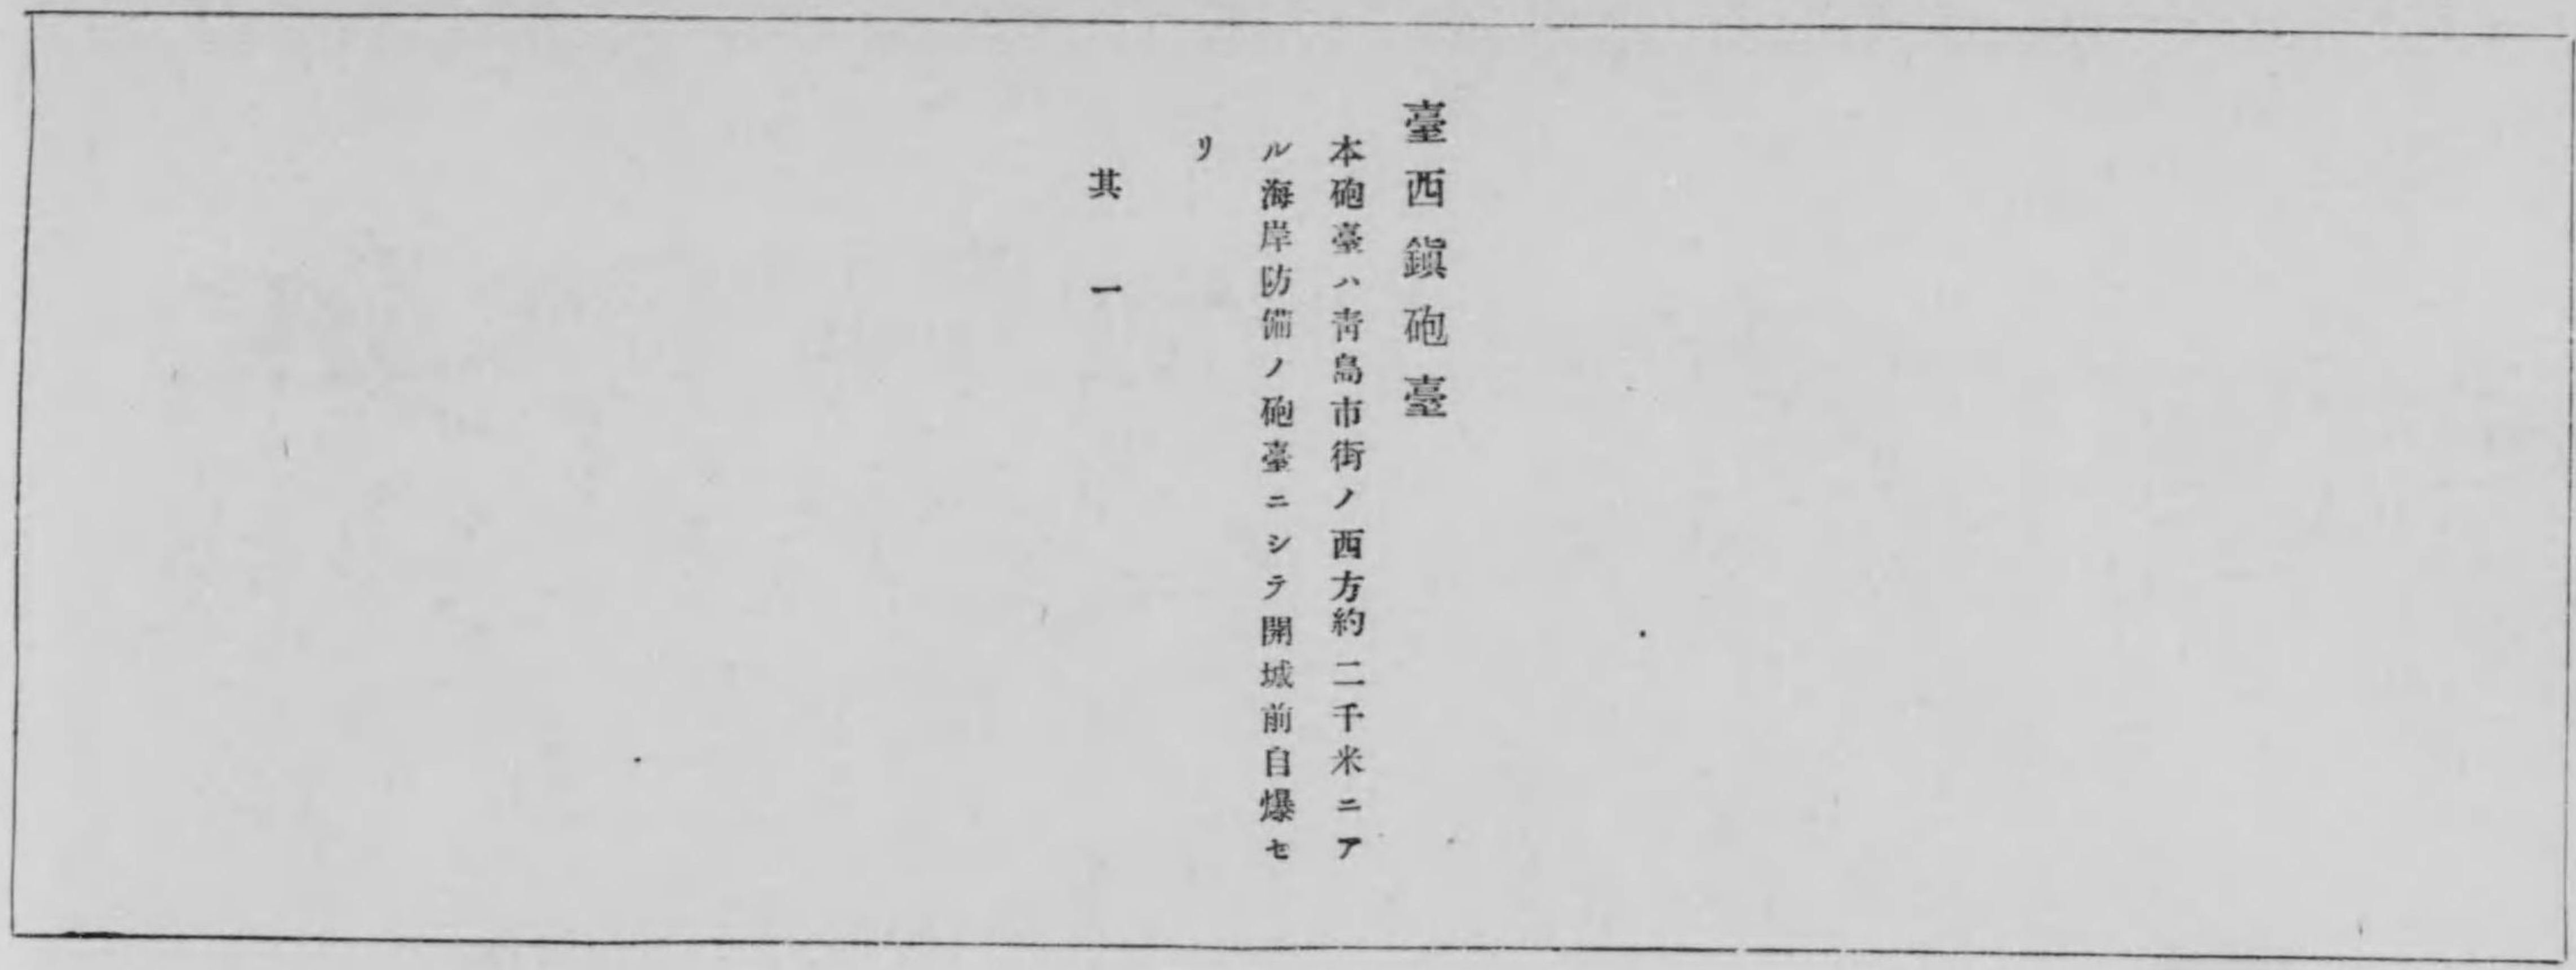 臺西鎭砲臺
本砲臺ハ靑島市街ノ西方約二千米ニア
ル海岸防備ノ砲臺ニシテ開城前自爆セ
リ
其一